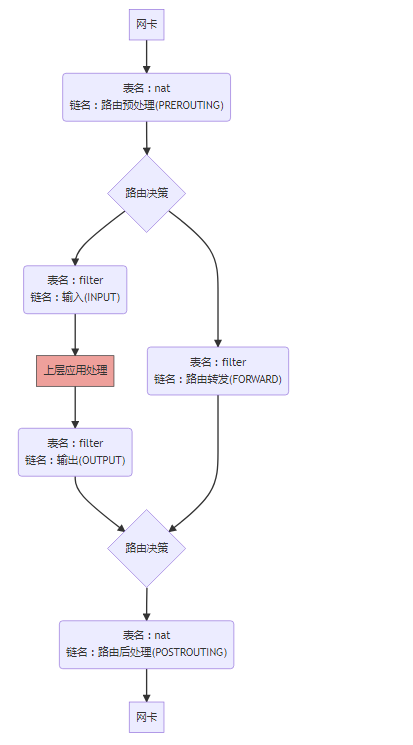 网卡
表名：nat
链名：路由预处理(PREROUTING)
路由决策
表名：filter
链名：输入(INPUT)
上层应用处理
表名：filter
链名：路由转发(FORWARD)
表名：filter
链名：输出(OUTPUT)
路由决策
表名：nat
链名：路由后处理(POSTROUTING)
网卡